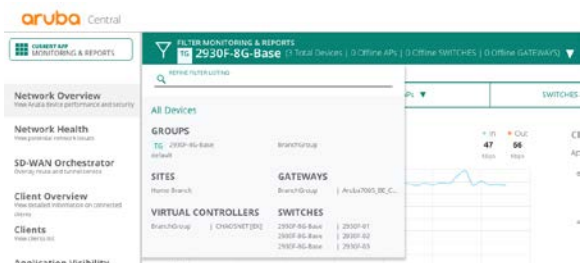 aruba Central
CURRENT APP
MONITORING & REPORTS
FILTER MONITORING & REPORTS
TG 2930F-8G-Base (3 Total Devices | 0 Offline APs | 0 Offline SWITCHES | 0 Offline GATEWAYS)
REFINE FILTER LISTING
All Devices
GROUPS
TG 2930F-8G-Base BranchGroup
default
SITES GATEWAYS
Home Branch BranchGroup | Aruba7005_BE_C...
VIRTUAL CONTROLLERS SWITCHES
BranchGroup 2930F-8G-Base | 2930F-01
2930F-8G-Base | 2930F-02
2930F-8G-Base | 2930F-03
Network Overview
View Aruba device performance and security
Network Health
View potential network issues
SD-WAN Orchestrator
Overlay route and tunnel service
Client Overview
View detailed information on connected
clients
Clients
View clients list
Application Visibility
APs
SWITCHES
In Out
47 66